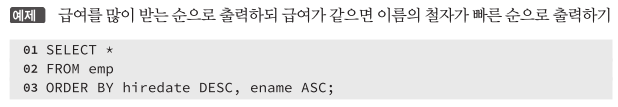 예제 급여를 많이 받는 순으로 출력하되 급여가 같으면 이름의 철자가 빠른 순으로 출력하기
01 SELECT *
02 FROM emp
03 ORDER BY hiredate DESC, ename ASC;